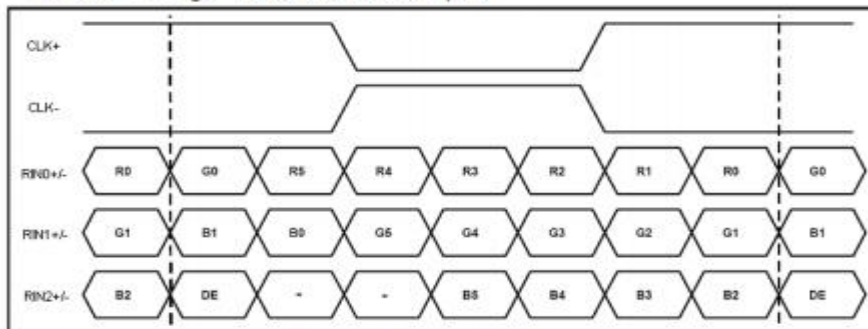 CLK+
CLK-
RIN0+/- R0 G0 R5 R4 R3 R2 R1 R0 G0
RIN1+/- G1 B1 B0 G5 G4 G3 G2 G1 B1
RIN2+/- B2 DE - - B5 B4 B3 B2 DE